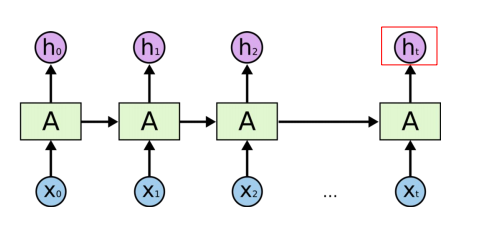 h₀ h₁ h₂ hₜ
A A A A
x₀ x₁ x₂ ... xₜ